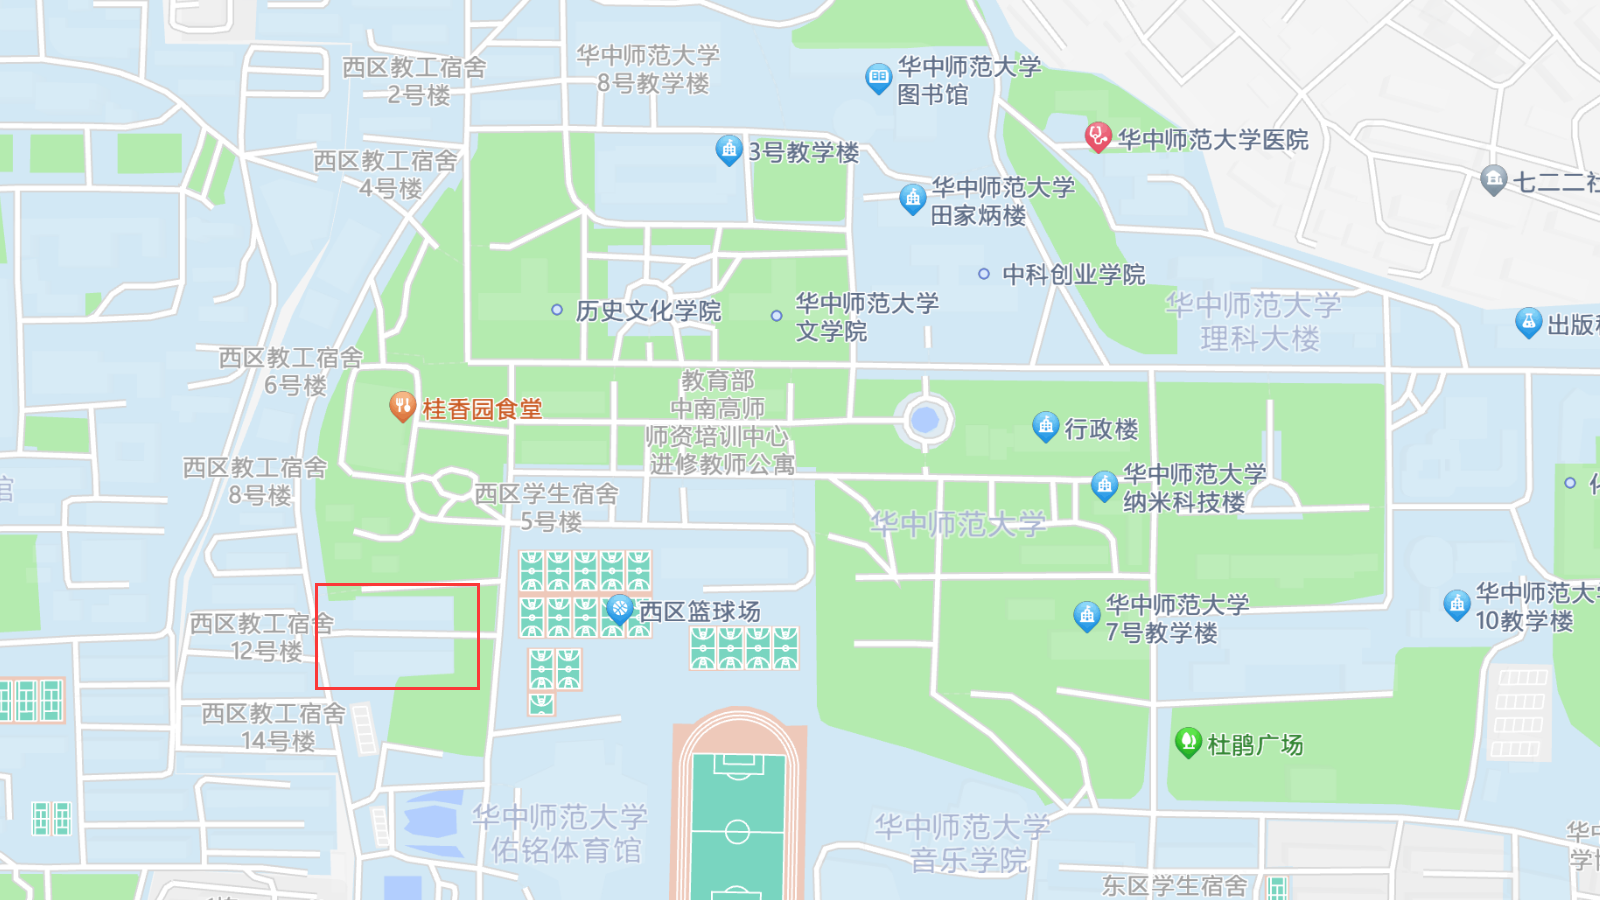 西区教工宿舍
2号楼
华中师范大学
8号教学楼
华中师范大学
图书馆
3号教学楼
华中师范大学医院
西区教工宿舍
4号楼
华中师范大学
田家炳楼
七二二社
中科创业学院
历史文化学院
华中师范大学
文学院
华中师范大学
理科大楼
出版科
西区教工宿舍
6号楼
教育部
中南高师
师资培训中心
进修教师公寓
桂香园食堂
行政楼
西区教工宿舍
8号楼
馆
西区学生宿舍
5号楼
华中师范大学
纳米科技楼
华中师范大学
西区篮球场
华中师范大学
7号教学楼
华中师范大
10教学楼
西区教工宿舍
12号楼
西区教工宿舍
14号楼
杜鹃广场
华中师范大学
佑铭体育馆
华中师范大学
音乐学院
东区学生宿舍